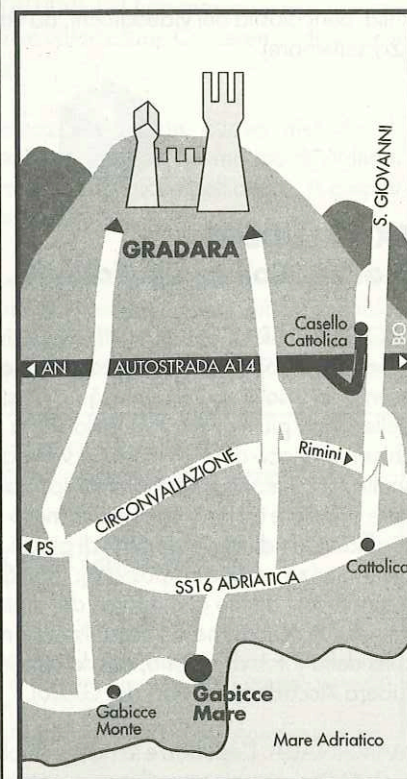 GRADARA
S. GIOVANNI
Casello
Cattolica
BO
AN
AUTOSTRADA A14
CIRCONVALLAZIONE
Rimini
PS
Cattolica
SS16 ADRIATICA
Gabicce
Mare
Gabicce
Monte
Mare Adriatico